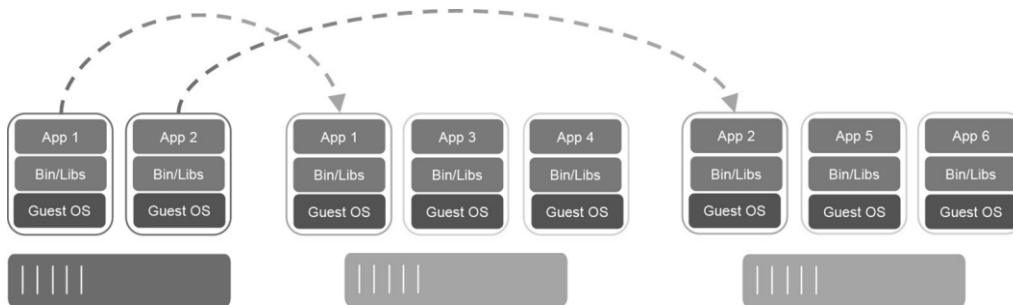 App 1
Bin/Libs
Guest OS
App 2
Bin/Libs
Guest OS
App 1
Bin/Libs
Guest OS
App 3
Bin/Libs
Guest OS
App 4
Bin/Libs
Guest OS
App 2
Bin/Libs
Guest OS
App 5
Bin/Libs
Guest OS
App 6
Bin/Libs
Guest OS